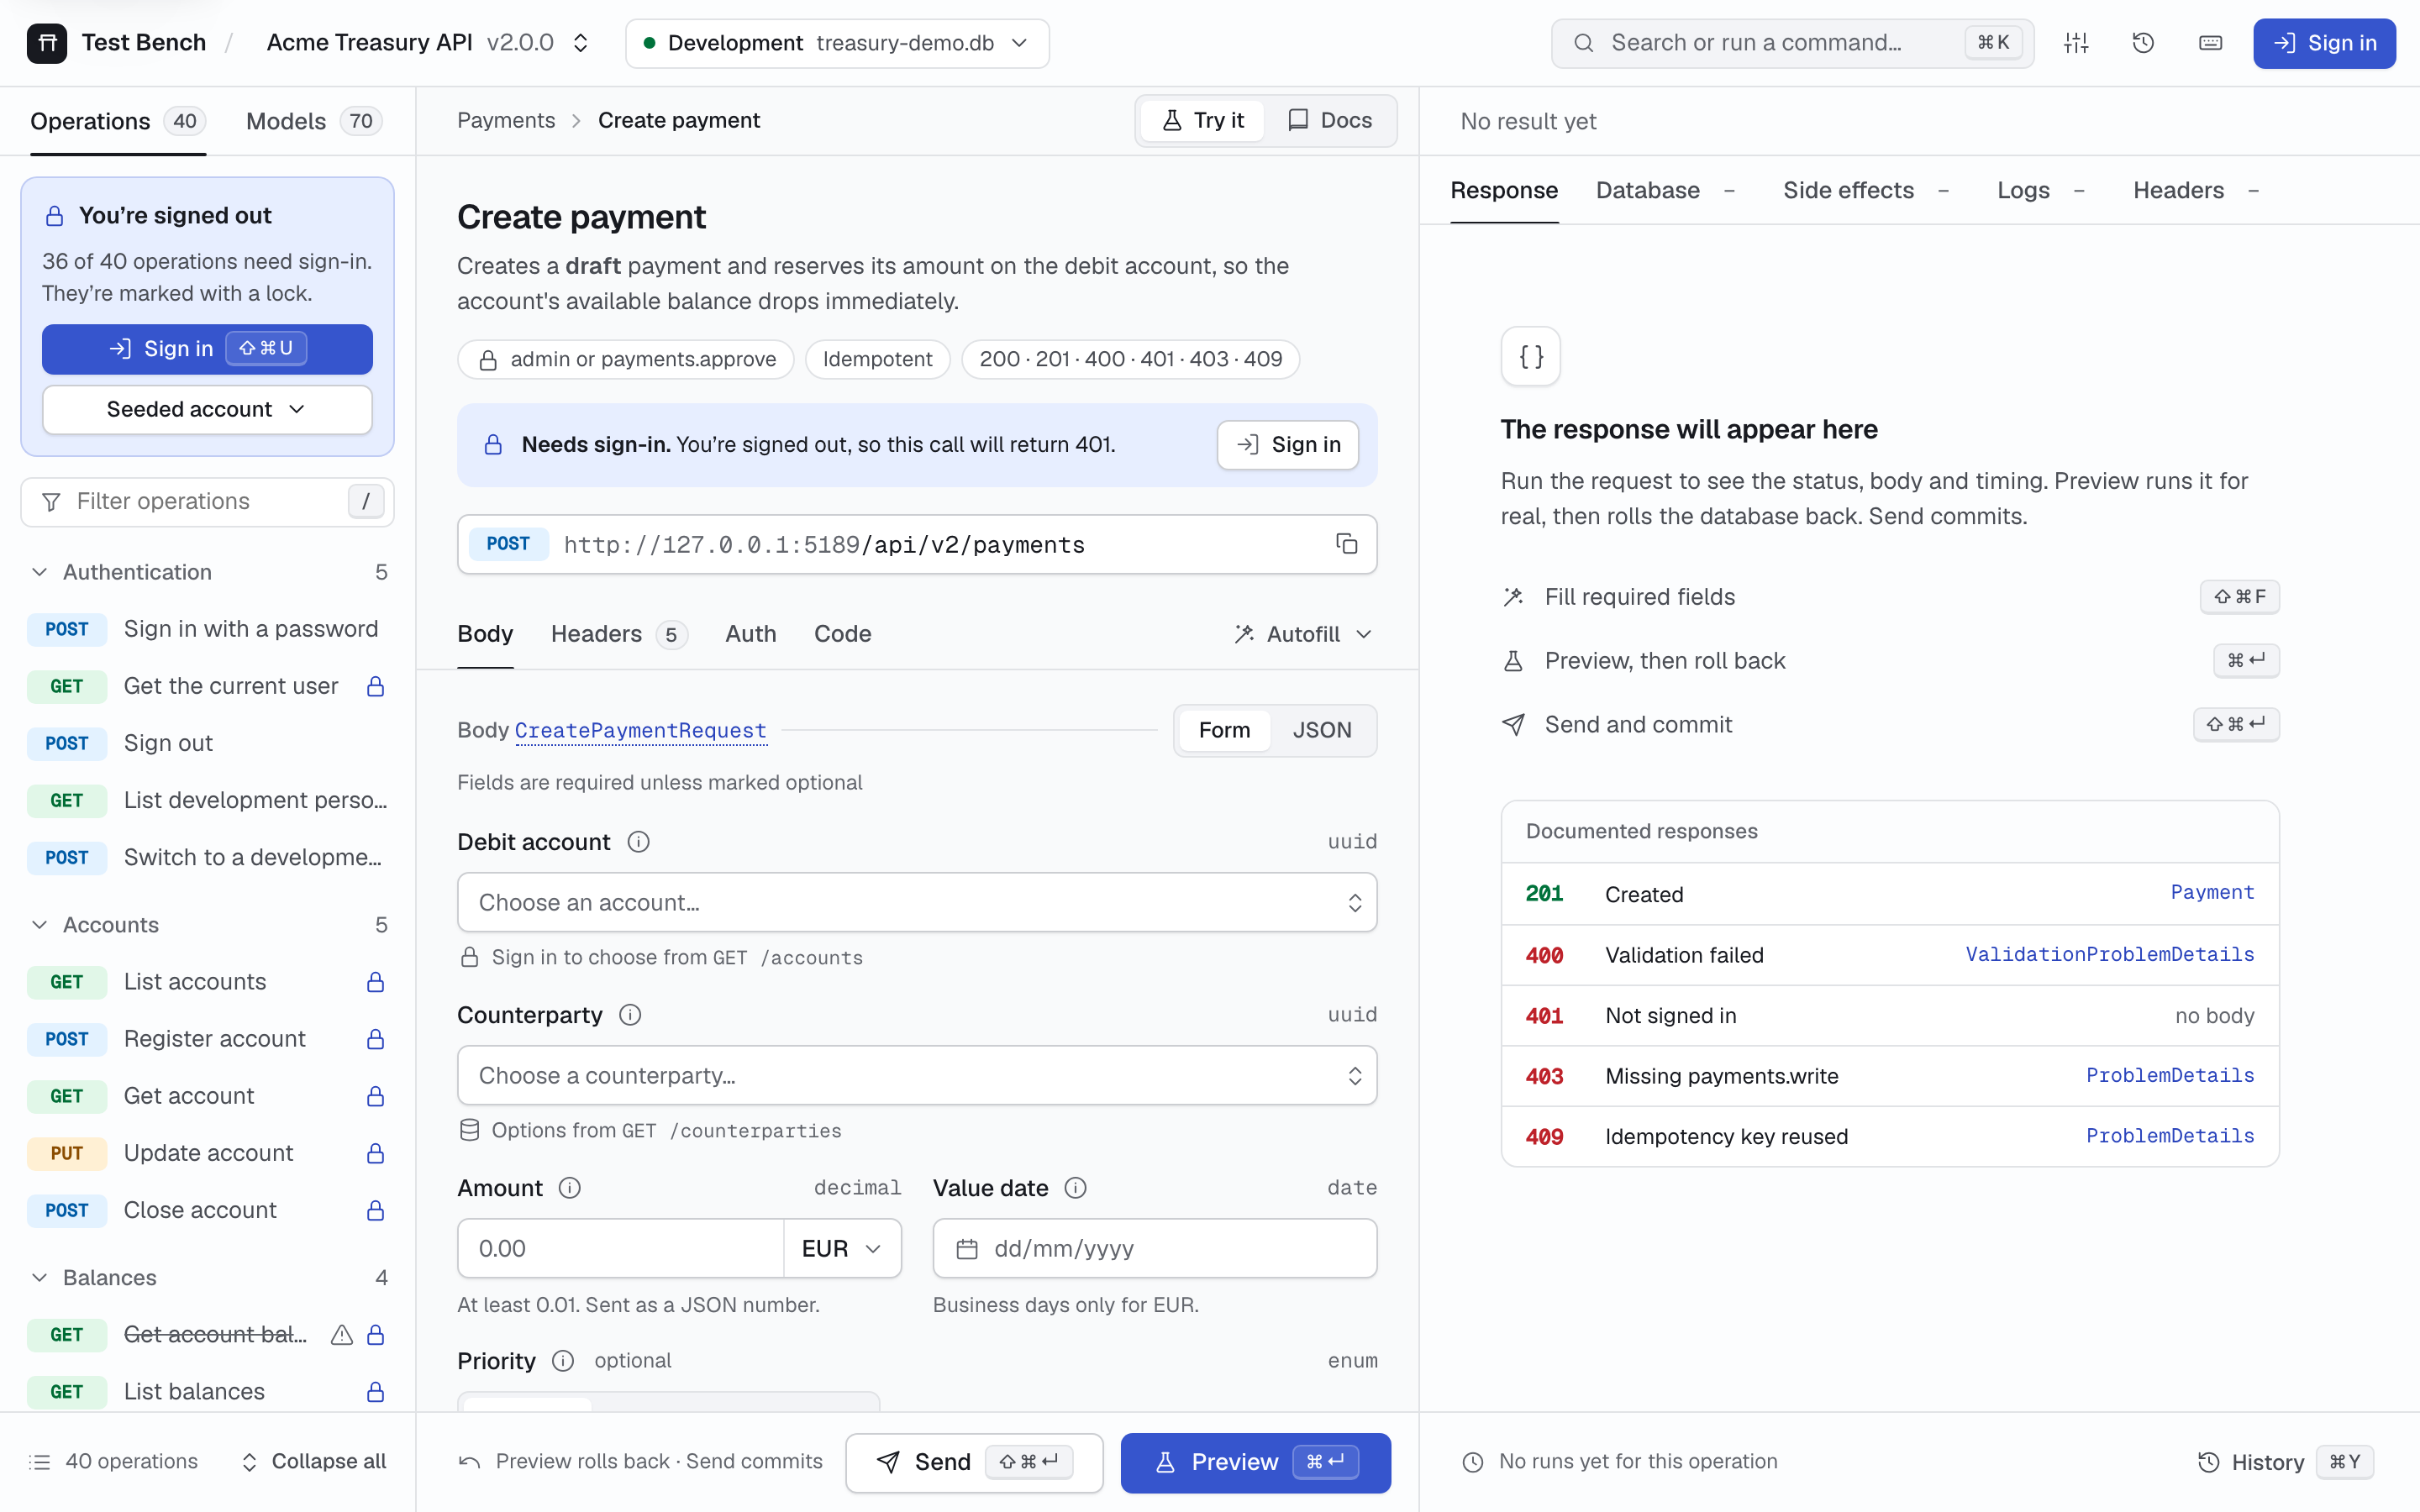 Test Bench / Acme Treasury API v2.0.0
Development treasury-demo.db
Search or run a command… ⌘K
Sign in
Operations 40 Models 70
You’re signed out
36 of 40 operations need sign-in.
They’re marked with a lock.
Sign in ⇧⌘U
Seeded account
Filter operations /
Authentication 5
POST Sign in with a password
GET Get the current user
POST Sign out
GET List development perso…
POST Switch to a developme…
Accounts 5
GET List accounts
POST Register account
GET Get account
PUT Update account
POST Close account
Balances 4
GET Get account bal…
GET List balances
40 operations Collapse all
Payments Create payment
Try it Docs
Create payment
Creates a draft payment and reserves its amount on the debit account, so the
account's available balance drops immediately.
admin or payments.approve Idempotent 200 · 201 · 400 · 401 · 403 · 409
Needs sign-in. You’re signed out, so this call will return 401. Sign in
POST http://127.0.0.1:5189/api/v2/payments
Body Headers 5 Auth Code Autofill
Body CreatePaymentRequest Form JSON
Fields are required unless marked optional
Debit account uuid
Choose an account…
Sign in to choose from GET /accounts
Counterparty uuid
Choose a counterparty…
Options from GET /counterparties
Amount decimal
0.00 EUR
At least 0.01. Sent as a JSON number.
Value date date
dd/mm/yyyy
Business days only for EUR.
Priority optional enum
Preview rolls back · Send commits Send ⇧⌘↵ Preview ⌘↵
No result yet
Response Database – Side effects – Logs – Headers –
{}
The response will appear here
Run the request to see the status, body and timing. Preview runs it for
real, then rolls the database back. Send commits.
Fill required fields ⇧⌘F
Preview, then roll back ⌘↵
Send and commit ⇧⌘↵
Documented responses
201 Created Payment
400 Validation failed ValidationProblemDetails
401 Not signed in no body
403 Missing payments.write ProblemDetails
409 Idempotency key reused ProblemDetails
No runs yet for this operation History ⌘Y